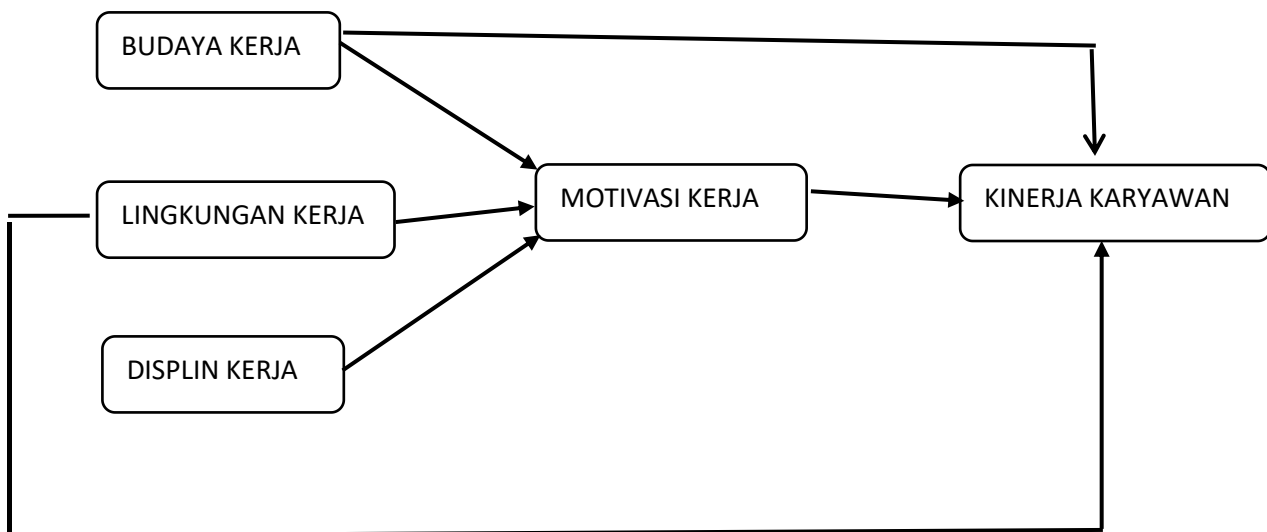 BUDAYA KERJA
LINGKUNGAN KERJA
MOTIVASI KERJA
KINERJA KARYAWAN
DISPLIN KERJA